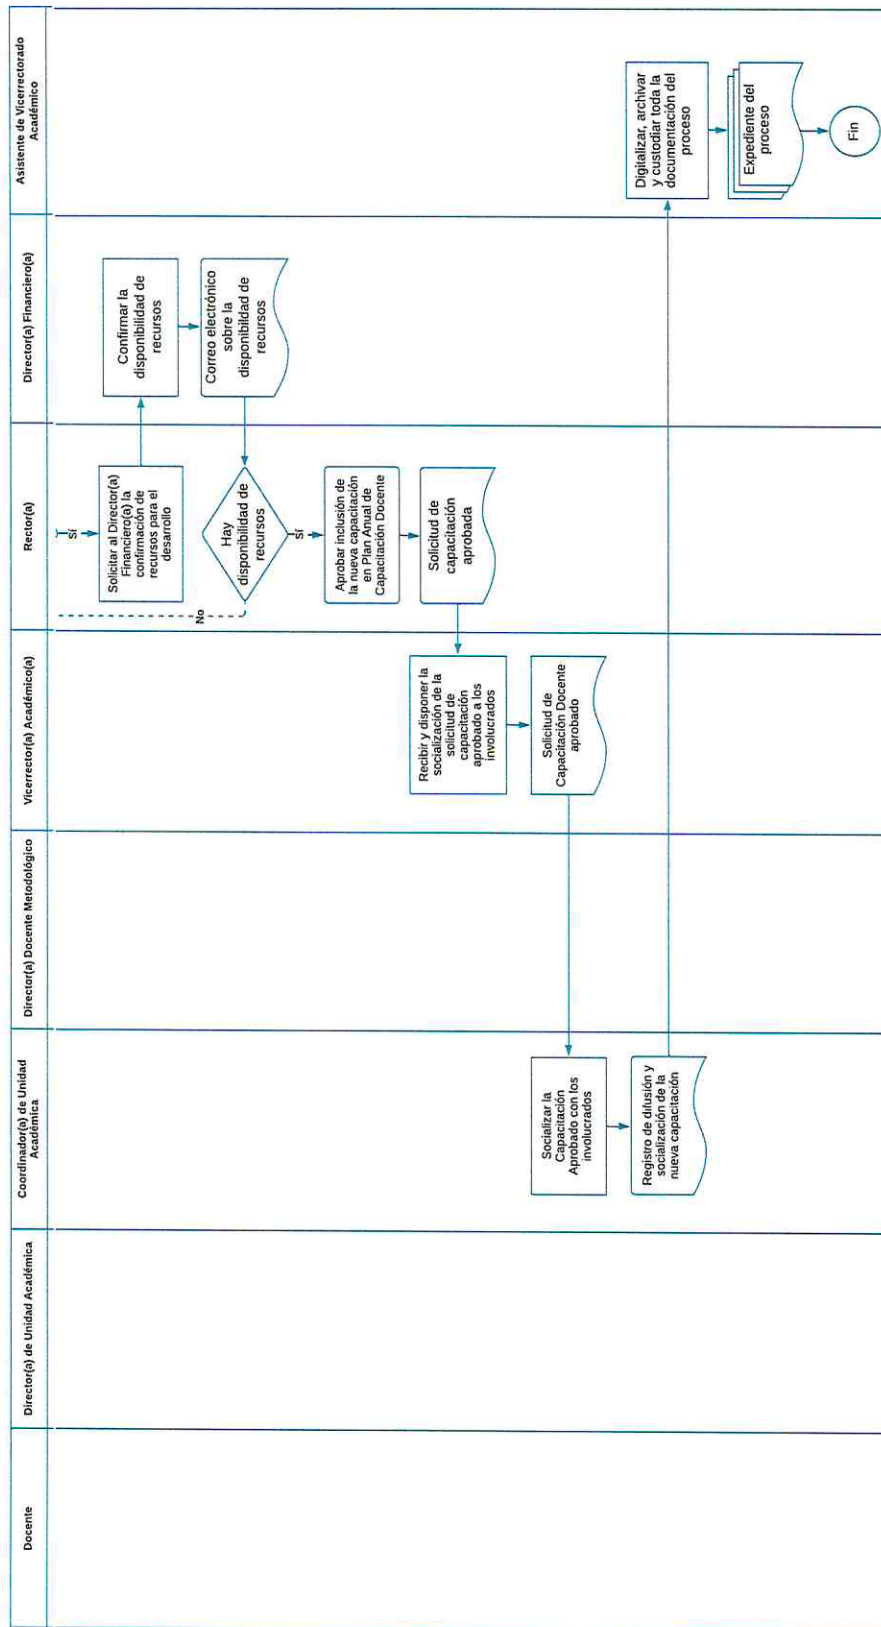 Docente
Director(a) de Unidad Académica
Coordinador(a) de Unidad
Académica
Director(a) Docente Metodológico
Vicerrector(a) Académico(a)
Rector(a)
Director(a) Financiero(a)
Asistente de Vicerrectorado
Académico
SÍ
Solicitar al Director(a)
Financiero(a) la
confirmación de
recursos para el
desarrollo
Confirmar la
disponibilidad de
recursos
Correo electrónico
sobre la
disponibildad de
recursos
Hay
disponibilidad de
recursos
No
SÍ
Aprobar inclusión de
la nueva capacitación
en Plan Anual de
Capacitación Docente
Solicitud de
capacitación
aprobada
Recibir y disponer la
socialización de la
solicitud de
capacitación
aprobado a los
involucrados
Solicitud de
Capacitación Docente
aprobado
Socializar la
Capacitación
Aprobado con los
involucrados
Registro de difusión y
socialización de la
nueva capacitación
Digitalizar, archivar
y custodiar toda la
documentación del
proceso
Expediente del
proceso
Fin